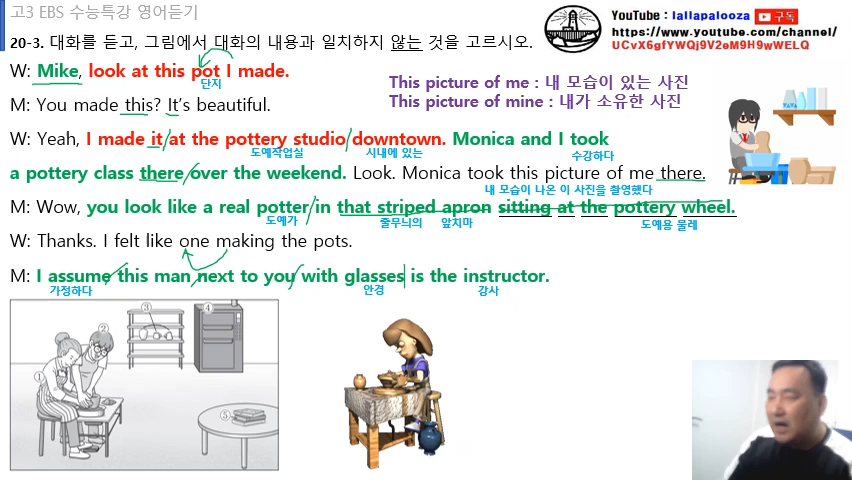 고3 EBS 수능특강 영어듣기
YouTube : lallapalooza 구독
https://www.youtube.com/channel/
UCvX6gfYWQj9V2eM9H9wWELQ
20-3. 대화를 듣고, 그림에서 대화의 내용과 일치하지 않는 것을 고르시오.
W: Mike, look at this pot I made.
단지
This picture of me : 내 모습이 있는 사진
This picture of mine : 내가 소유한 사진
M: You made this? It's beautiful.
W: Yeah, I made it at the pottery studio downtown. Monica and I took
도예작업실 시내에 있는 수강하다
a pottery class there over the weekend. Look. Monica took this picture of me there.
내 모습이 나온 이 사진을 촬영했다
M: Wow, you look like a real potter in that striped apron sitting at the pottery wheel.
도예가 줄무늬의 앞치마 도예용 물레
W: Thanks. I felt like one making the pots.
M: I assume this man next to you with glasses is the instructor.
가정하다 안경 강사
①
②
③
④
⑤